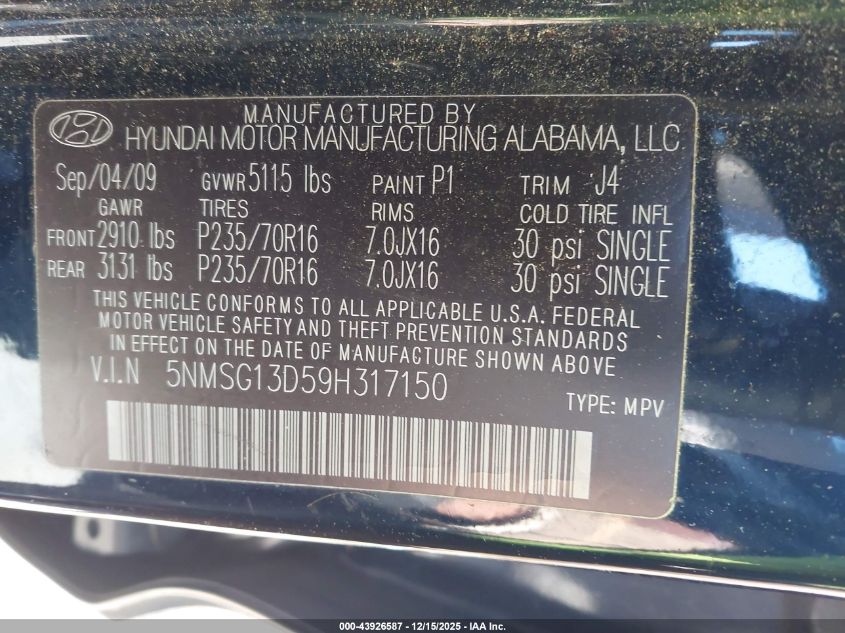 MANUFACTURED BY
HYUNDAI MOTOR MANUFACTURING ALABAMA, LLC
Sep/04/09 GVWR 5115 lbs PAINT P1 TRIM J4
GAWR TIRES RIMS COLD TIRE INFL
FRONT 2910 lbs P235/70R16 7.0JX16 30 psi SINGLE
REAR 3131 lbs P235/70R16 7.0JX16 30 psi SINGLE
THIS VEHICLE CONFORMS TO ALL APPLICABLE U.S.A. FEDERAL
MOTOR VEHICLE SAFETY AND THEFT PREVENTION STANDARDS
IN EFFECT ON THE DATE OF MANUFACTURE SHOWN ABOVE
V.I.N 5NMSG13D59H317150
TYPE: MPV
000-43926587 - 12/15/2025 - IAA Inc.